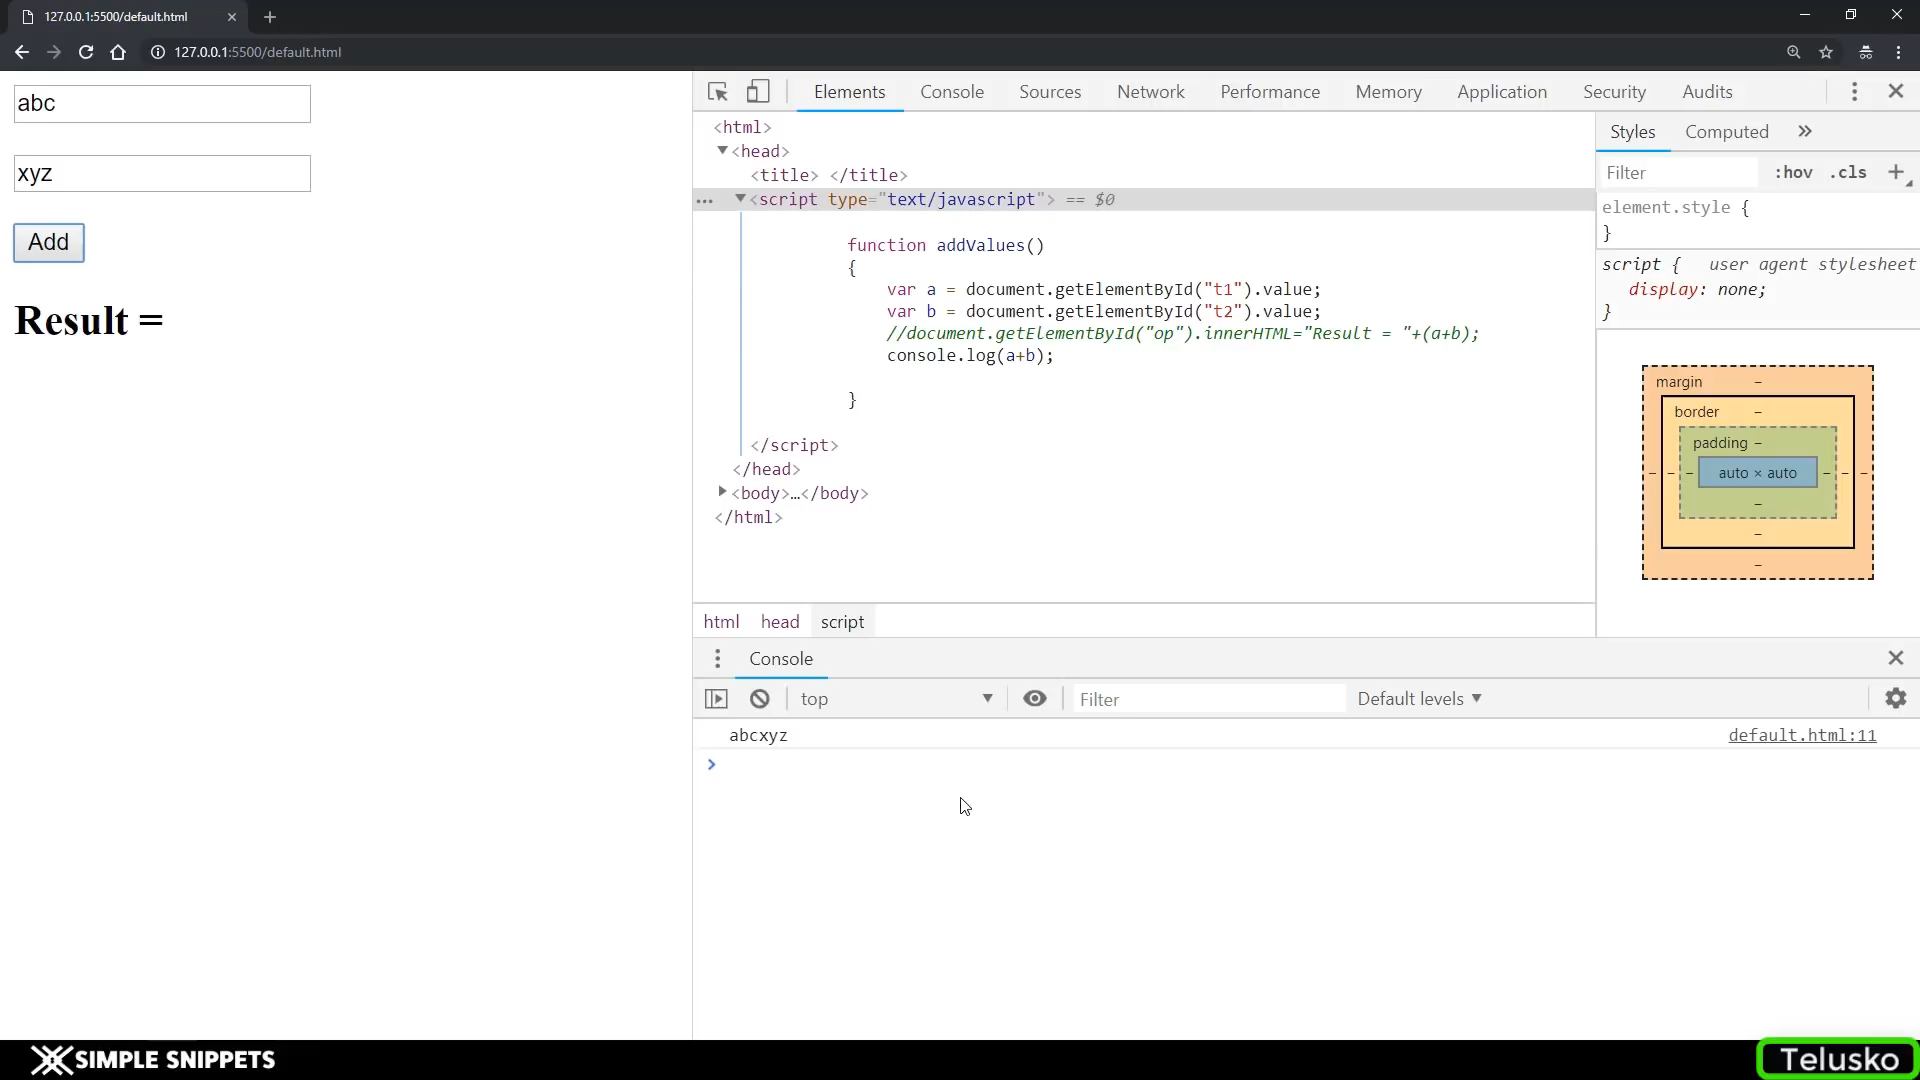 127.0.0.1:5500/default.html
127.0.0.1:5500/default.html
abc
xyz
Add
Result =
Elements Console Sources Network Performance Memory Application Security Audits
<html>
<head>
<title> </title>
<script type="text/javascript"> == $0
function addValues()
{
var a = document.getElementById("t1").value;
var b = document.getElementById("t2").value;
//document.getElementById("op").innerHTML="Result = "+(a+b);
console.log(a+b);
}
</script>
</head>
<body>…</body>
</html>
html head script
Styles Computed »
Filter :hov .cls +
element.style {
}
script { user agent stylesheet
display: none;
}
margin –
border –
padding –
– – – auto × auto – – –
–
–
–
Console
top Filter Default levels
abcxyz default.html:11
>
SIMPLE SNIPPETS
Telusko